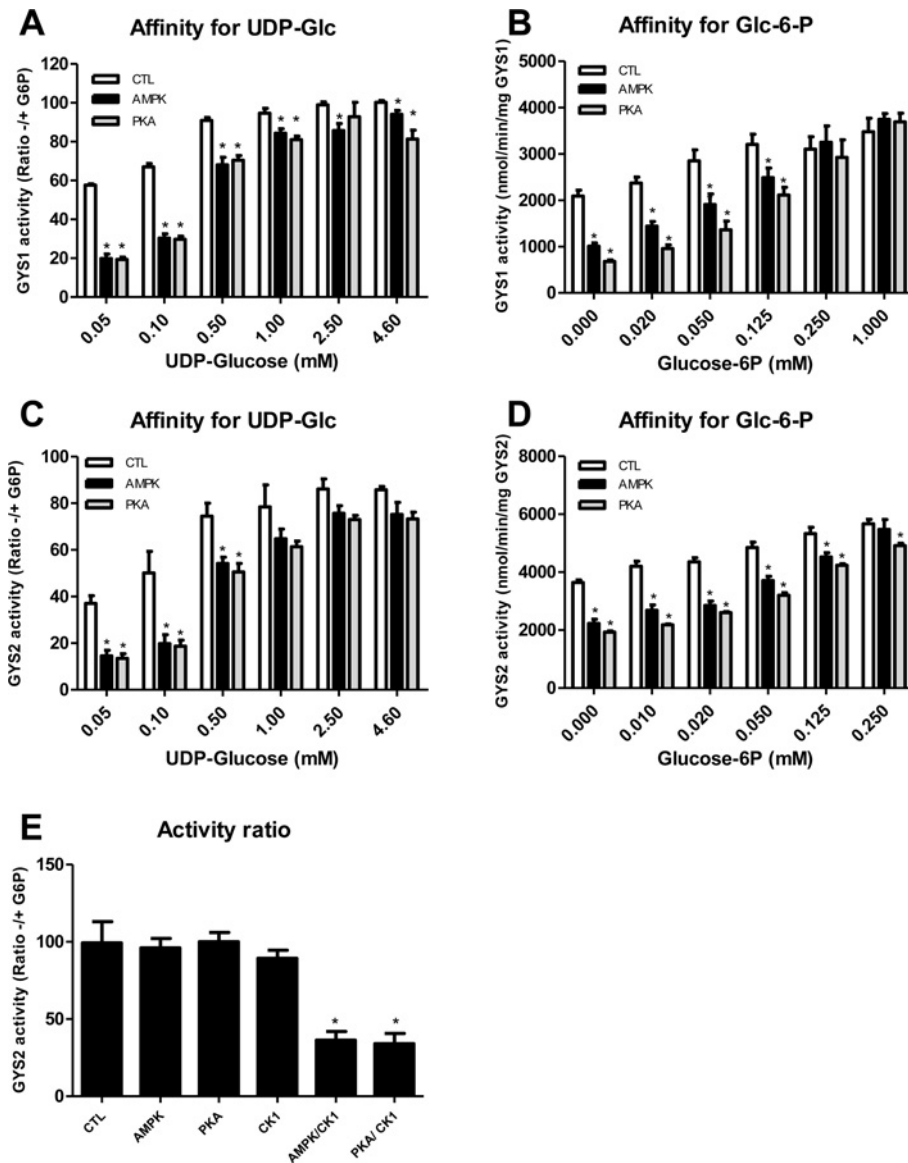 A
Affinity for UDP-Glc
GYS1 activity (Ratio -/+ G6P)
120
100
80
60
40
20
0
CTL
AMPK
PKA
* * * * * * * * * * *
0.05 0.10 0.50 1.00 2.50 4.60
UDP-Glucose (mM)
B
Affinity for Glc-6-P
GYS1 activity (nmol/min/mg GYS1)
5000
4000
3000
2000
1000
0
CTL
AMPK
PKA
* * * * * * * *
0.000 0.020 0.050 0.125 0.250 1.000
Glucose-6P (mM)
C
Affinity for UDP-Glc
GYS2 activity (Ratio -/+ G6P)
100
80
60
40
20
0
CTL
AMPK
PKA
* * * * * *
0.05 0.10 0.50 1.00 2.50 4.60
UDP-Glucose (mM)
D
Affinity for Glc-6-P
GYS2 activity (nmol/min/mg GYS2)
8000
6000
4000
2000
0
CTL
AMPK
PKA
* * * * * * * * * * *
0.000 0.010 0.020 0.050 0.125 0.250
Glucose-6P (mM)
E
Activity ratio
GYS2 activity (Ratio -/+ G6P)
150
100
50
0
* *
CTL AMPK PKA CK1 AMPK/CK1 PKA/ CK1